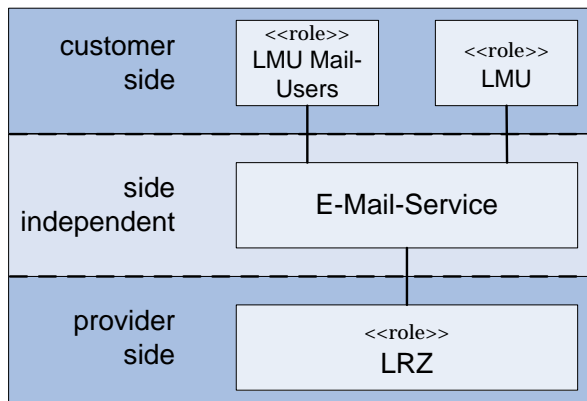 customer
side
<<role>>
LMU Mail-
Users
<<role>>
LMU
side
independent
E-Mail-Service
provider
side
<<role>>
LRZ